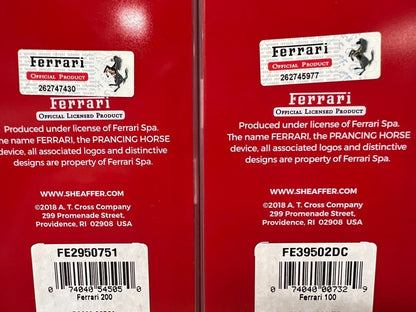 Ferrari
OFFICIAL PRODUCT
262747430
Ferrari
OFFICIAL LICENSED PRODUCT
Produced under license of Ferrari Spa.
The name FERRARI, the PRANCING HORSE
device, all associated logos and distinctive
designs are property of Ferrari Spa.
WWW.SHEAFFER.COM
©2018 A. T. Cross Company
299 Promenade Street,
Providence, RI 02908 USA
FE2950751
0 74040 54505 0
Ferrari 200
Ferrari
OFFICIAL PRODUCT
262745977
Ferrari
OFFICIAL LICENSED PRODUCT
Produced under license of Ferrari Spa.
The name FERRARI, the PRANCING HORSE
device, all associated logos and distinctive
designs are property of Ferrari Spa.
WWW.SHEAFFER.COM
©2018 A. T. Cross Company
299 Promenade Street,
Providence, RI 02908 USA
FE39502DC
0 74040 00732 9
Ferrari 100